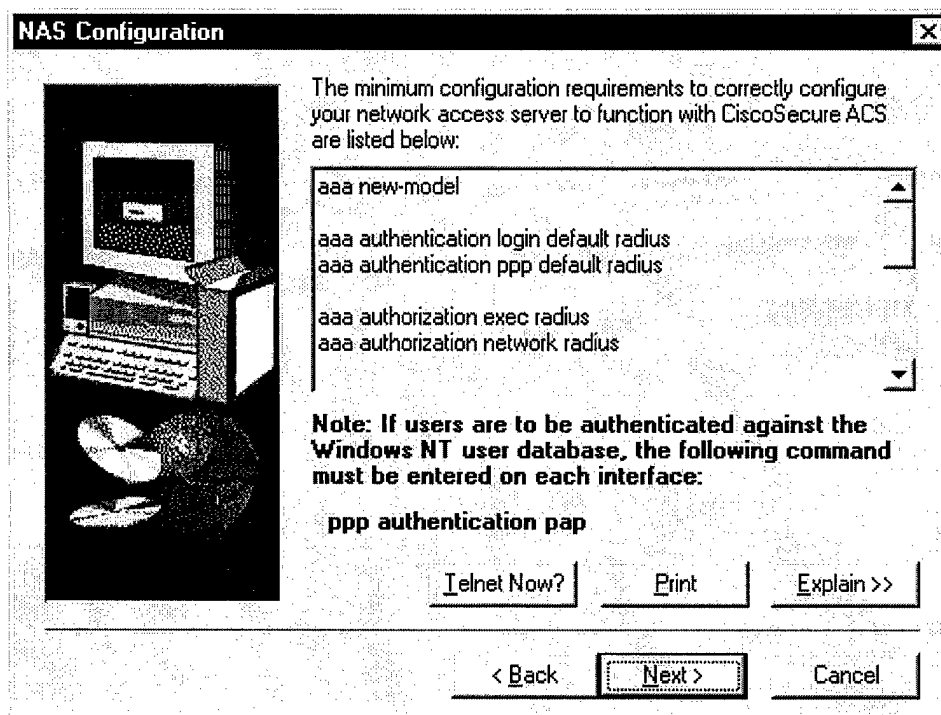 NAS Configuration
The minimum configuration requirements to correctly configure
your network access server to function with CiscoSecure ACS
are listed below:
aaa new-model
aaa authentication login default radius
aaa authentication ppp default radius
aaa authorization exec radius
aaa authorization network radius
Note: If users are to be authenticated against the
Windows NT user database, the following command
must be entered on each interface:
ppp authentication pap
Telnet Now?
Print
Explain >>
< Back
Next >
Cancel